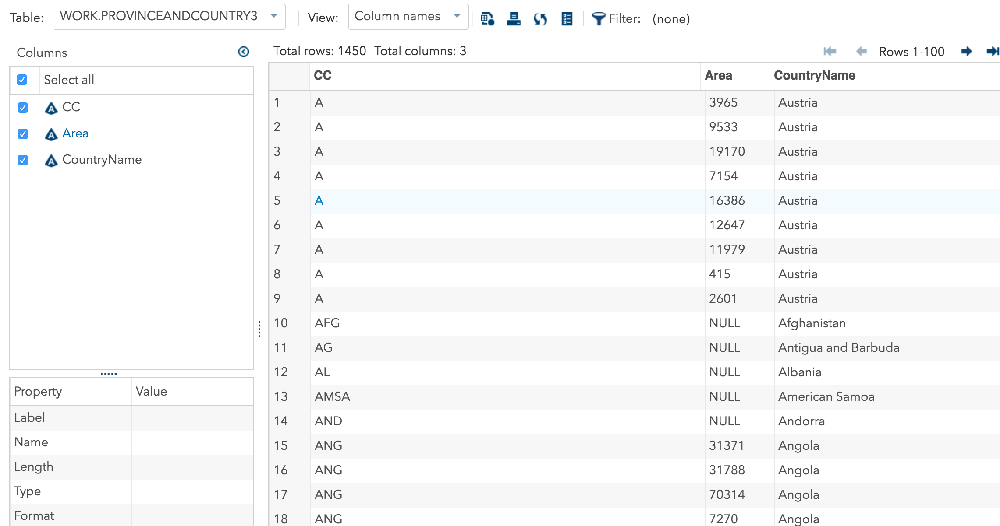 Table: WORK.PROVINCEANDCOUNTRY3 View: Column names Filter: (none)
Columns
Total rows: 1450 Total columns: 3 Rows 1-100
Select all
CC
Area
CountryName
Property Value
Label
Name
Length
Type
Format
CC Area CountryName
1 A 3965 Austria
2 A 9533 Austria
3 A 19170 Austria
4 A 7154 Austria
5 A 16386 Austria
6 A 12647 Austria
7 A 11979 Austria
8 A 415 Austria
9 A 2601 Austria
10 AFG NULL Afghanistan
11 AG NULL Antigua and Barbuda
12 AL NULL Albania
13 AMSA NULL American Samoa
14 AND NULL Andorra
15 ANG 31371 Angola
16 ANG 31788 Angola
17 ANG 70314 Angola
18 ANG 7270 Angola